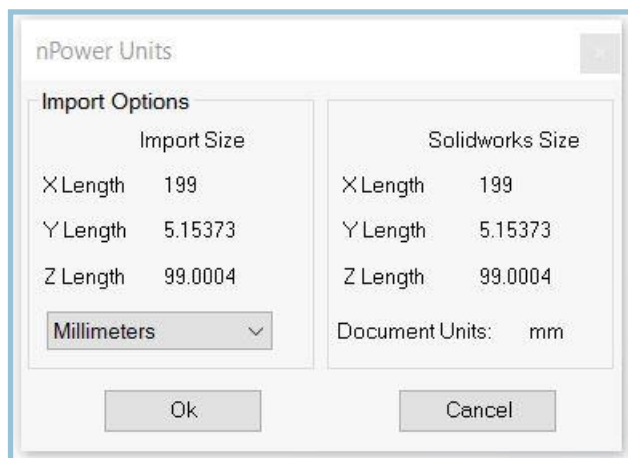 nPower Units
Import Options
Import Size
X Length 199
Y Length 5.15373
Z Length 99.0004
Millimeters
Solidworks Size
X Length 199
Y Length 5.15373
Z Length 99.0004
Document Units: mm
Ok
Cancel